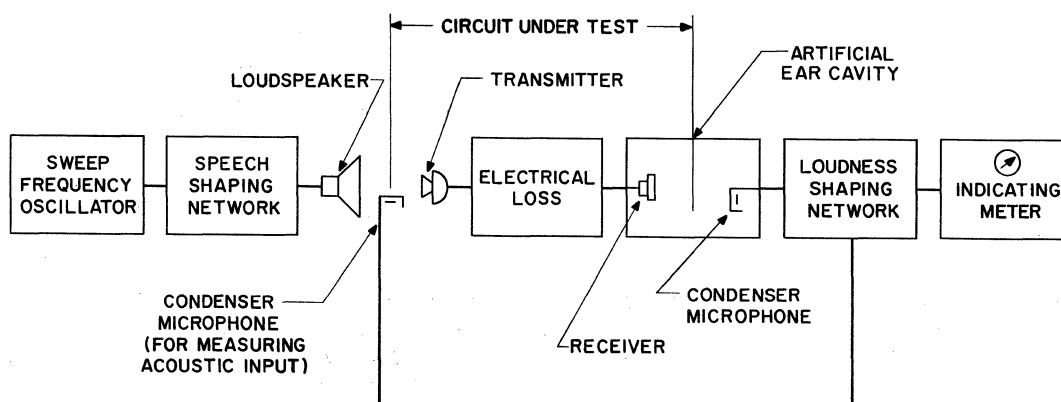 CIRCUIT UNDER TEST
LOUDSPEAKER
TRANSMITTER
ARTIFICIAL
EAR CAVITY
SWEEP
FREQUENCY
OSCILLATOR
SPEECH
SHAPING
NETWORK
ELECTRICAL
LOSS
LOUDNESS
SHAPING
NETWORK
INDICATING
METER
CONDENSER
MICROPHONE
(FOR MEASURING
ACOUSTIC INPUT)
RECEIVER
CONDENSER
MICROPHONE